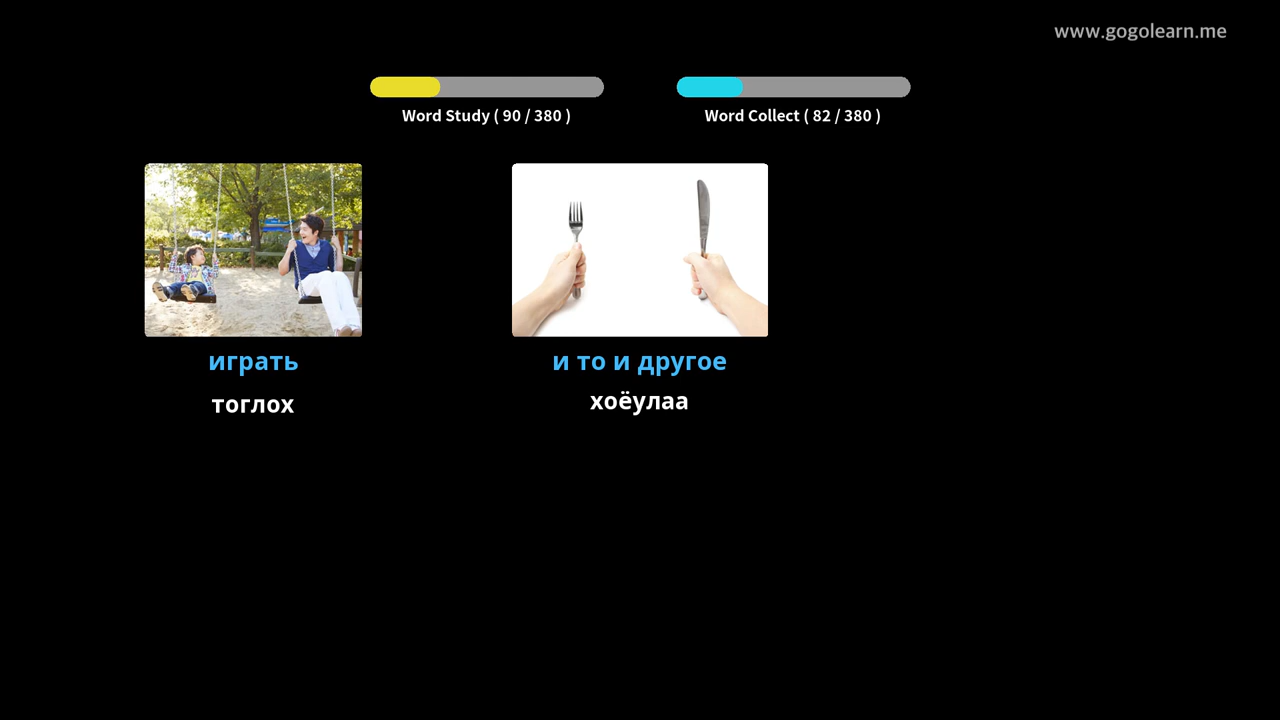 www.gogolearn.me
Word Study ( 90 / 380 )
Word Collect ( 82 / 380 )
играть
тоглох
и то и другое
хоёулаа